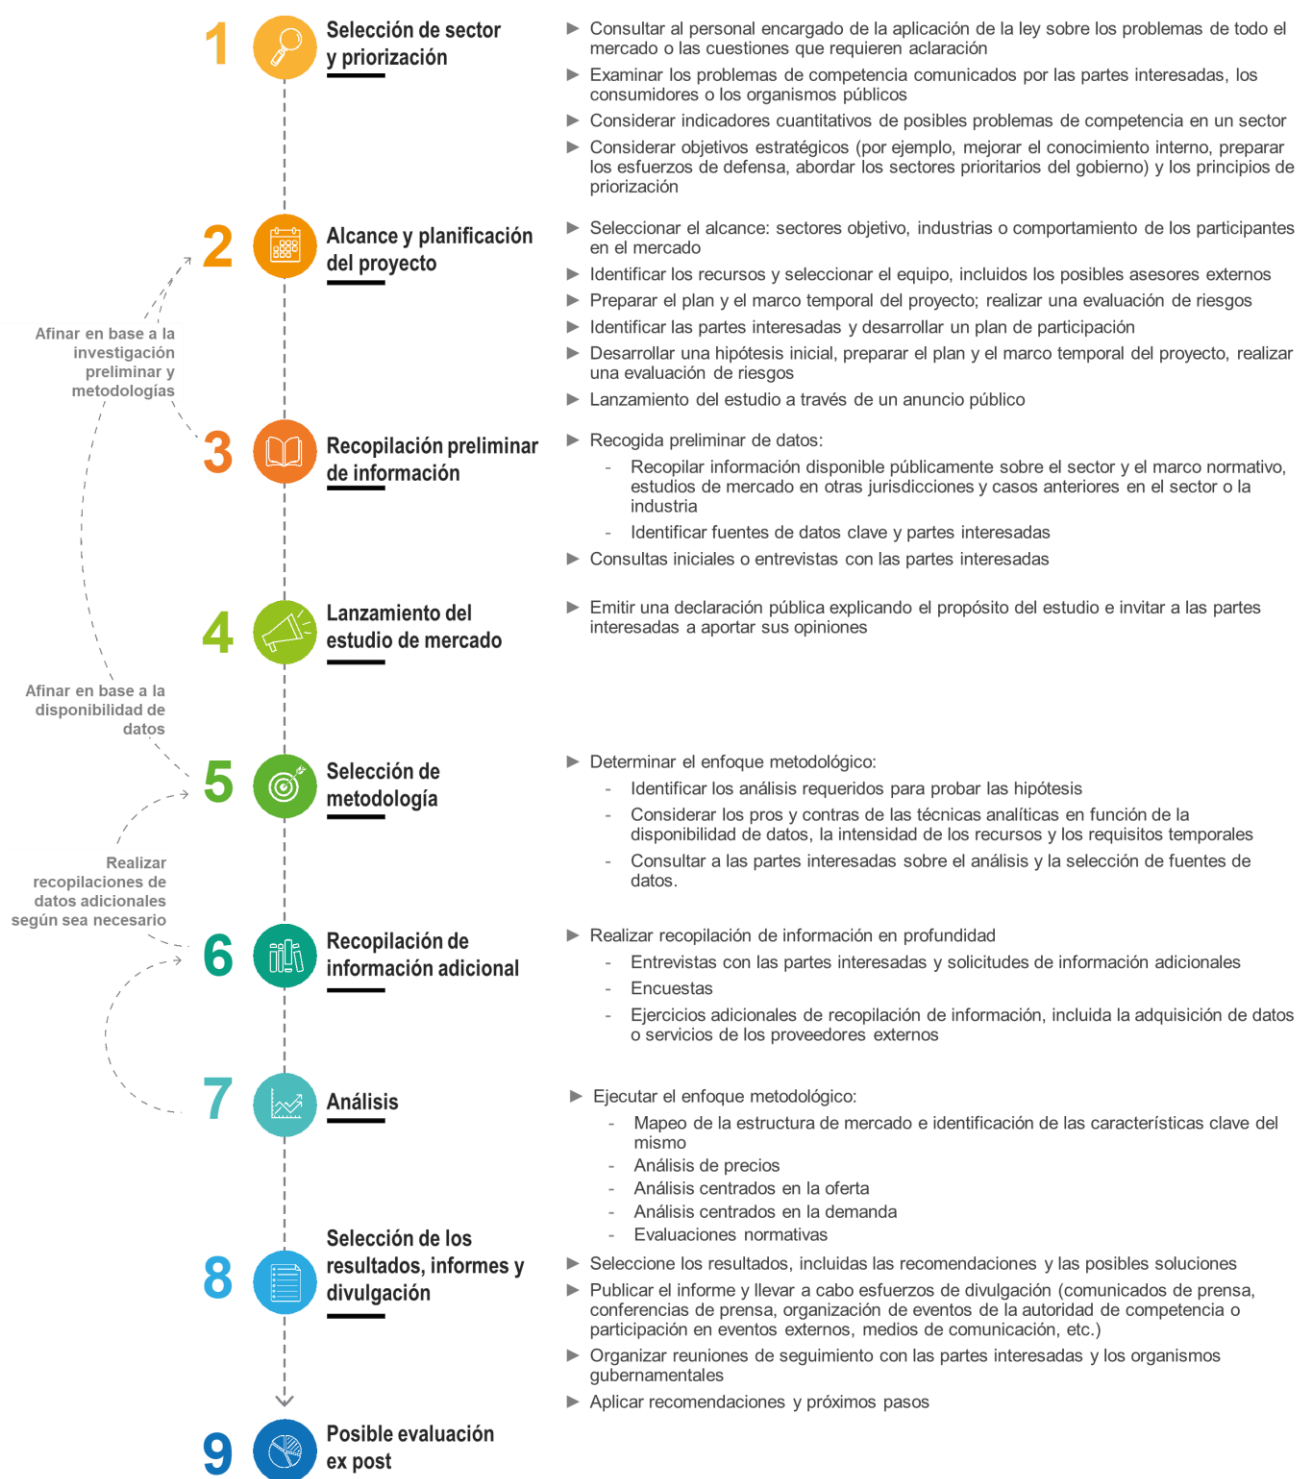 1
Selección de sector
y priorización
► Consultar al personal encargado de la aplicación de la ley sobre los problemas de todo el
mercado o las cuestiones que requieren aclaración
► Examinar los problemas de competencia comunicados por las partes interesadas, los
consumidores o los organismos públicos
► Considerar indicadores cuantitativos de posibles problemas de competencia en un sector
► Considerar objetivos estratégicos (por ejemplo, mejorar el conocimiento interno, preparar
los esfuerzos de defensa, abordar los sectores prioritarios del gobierno) y los principios de
priorización
2
Alcance y planificación
del proyecto
► Seleccionar el alcance: sectores objetivo, industrias o comportamiento de los participantes
en el mercado
► Identificar los recursos y seleccionar el equipo, incluidos los posibles asesores externos
► Preparar el plan y el marco temporal del proyecto; realizar una evaluación de riesgos
► Identificar las partes interesadas y desarrollar un plan de participación
► Desarrollar una hipótesis inicial, preparar el plan y el marco temporal del proyecto, realizar
una evaluación de riesgos
► Lanzamiento del estudio a través de un anuncio público
Afinar en base a la
investigación
preliminar y
metodologías
3
Recopilación preliminar
de información
► Recogida preliminar de datos:
- Recopilar información disponible públicamente sobre el sector y el marco normativo,
estudios de mercado en otras jurisdicciones y casos anteriores en el sector o la
industria
- Identificar fuentes de datos clave y partes interesadas
► Consultas iniciales o entrevistas con las partes interesadas
4
Lanzamiento del
estudio de mercado
► Emitir una declaración pública explicando el propósito del estudio e invitar a las partes
interesadas a aportar sus opiniones
Afinar en base a la
disponibilidad de
datos
5
Selección de
metodología
► Determinar el enfoque metodológico:
- Identificar los análisis requeridos para probar las hipótesis
- Considerar los pros y contras de las técnicas analíticas en función de la
disponibilidad de datos, la intensidad de los recursos y los requisitos temporales
- Consultar a las partes interesadas sobre el análisis y la selección de fuentes de
datos.
Realizar
recopilaciones de
datos adicionales
según sea necesario
6
Recopilación de
información adicional
► Realizar recopilación de información en profundidad
- Entrevistas con las partes interesadas y solicitudes de información adicionales
- Encuestas
- Ejercicios adicionales de recopilación de información, incluida la adquisición de datos
o servicios de los proveedores externos
7
Análisis
► Ejecutar el enfoque metodológico:
- Mapeo de la estructura de mercado e identificación de las características clave del
mismo
- Análisis de precios
- Análisis centrados en la oferta
- Análisis centrados en la demanda
- Evaluaciones normativas
8
Selección de los
resultados, informes y
divulgación
► Seleccione los resultados, incluidas las recomendaciones y las posibles soluciones
► Publicar el informe y llevar a cabo esfuerzos de divulgación (comunicados de prensa,
conferencias de prensa, organización de eventos de la autoridad de competencia o
participación en eventos externos, medios de comunicación, etc.)
► Organizar reuniones de seguimiento con las partes interesadas y los organismos
gubernamentales
► Aplicar recomendaciones y próximos pasos
9
Posible evaluación
ex post